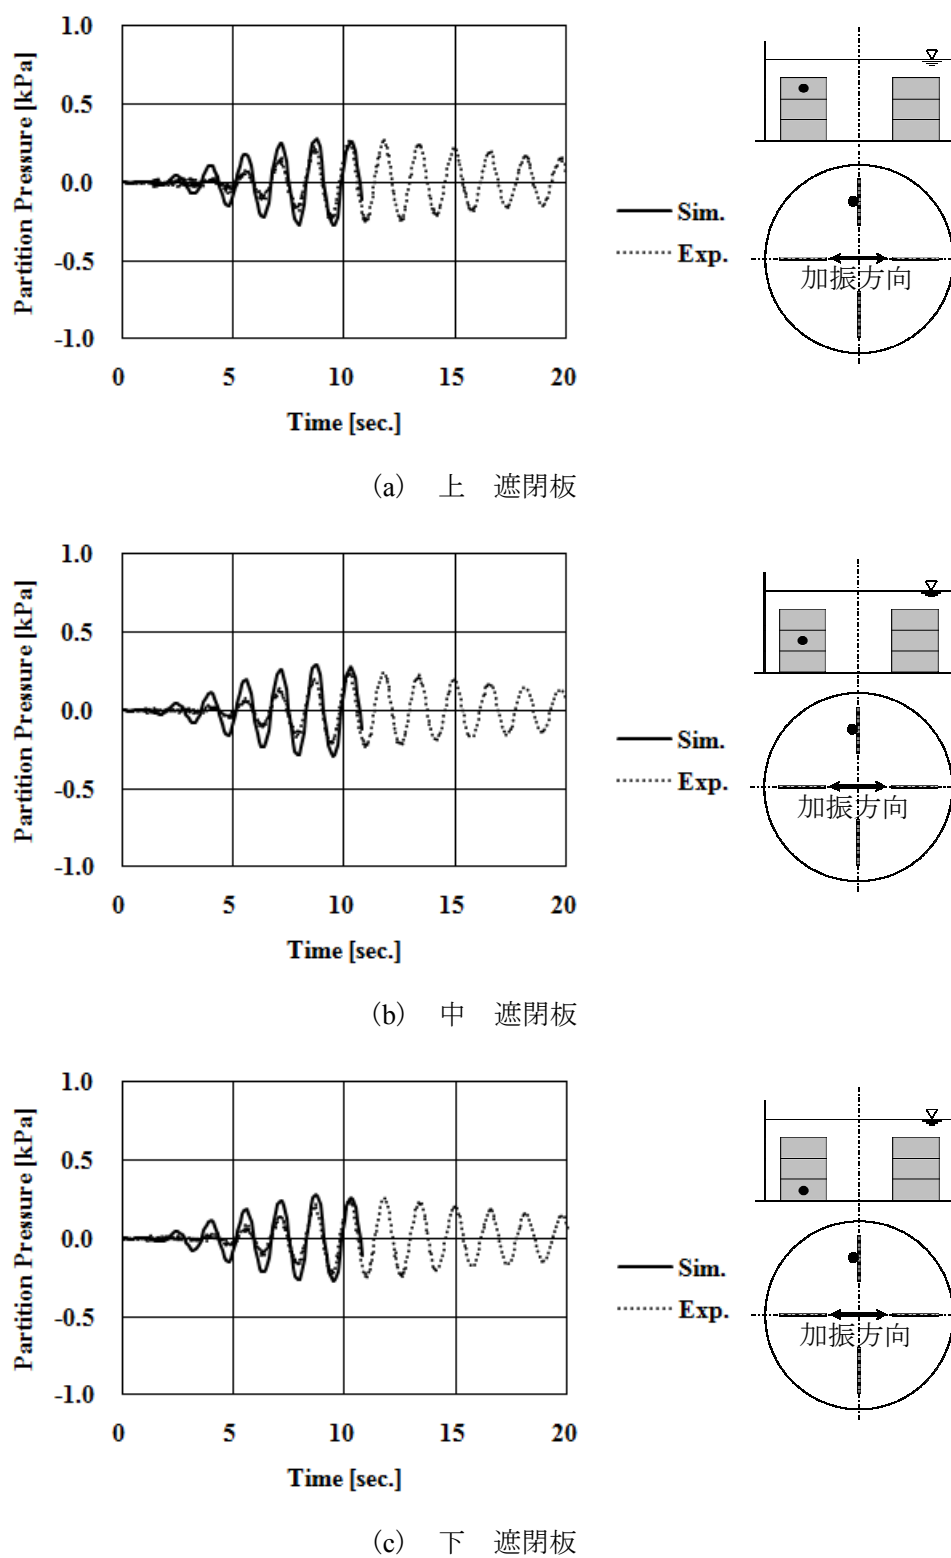 1.0
0.5
0.0
-0.5
-1.0
Partition Pressure [kPa]
0 5 10 15 20
Time [sec.]
Sim.
Exp.
加振方向
(a) 上 遮閉板
1.0
0.5
0.0
-0.5
-1.0
Partition Pressure [kPa]
0 5 10 15 20
Time [sec.]
Sim.
Exp.
加振方向
(b) 中 遮閉板
1.0
0.5
0.0
-0.5
-1.0
Partition Pressure [kPa]
0 5 10 15 20
Time [sec.]
Sim.
Exp.
加振方向
(c) 下 遮閉板